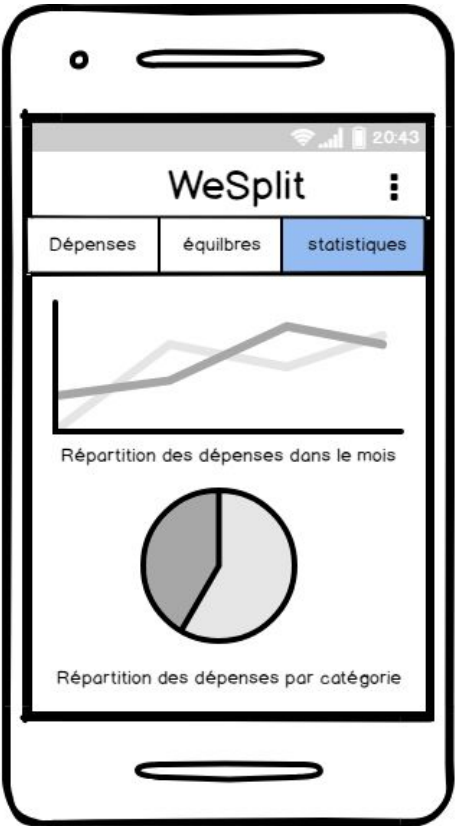 20:43
WeSplit
Dépenses équilbres statistiques
Répartition des dépenses dans le mois
Répartition des dépenses par catégorie